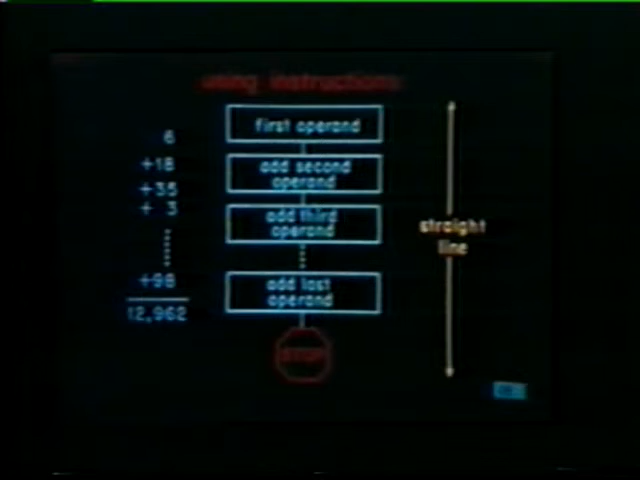 using instructions
first operand
6
+18
add second
operand
+35
+ 3
add third
operand
straight
line
+98
add last
operand
12,962
STOP